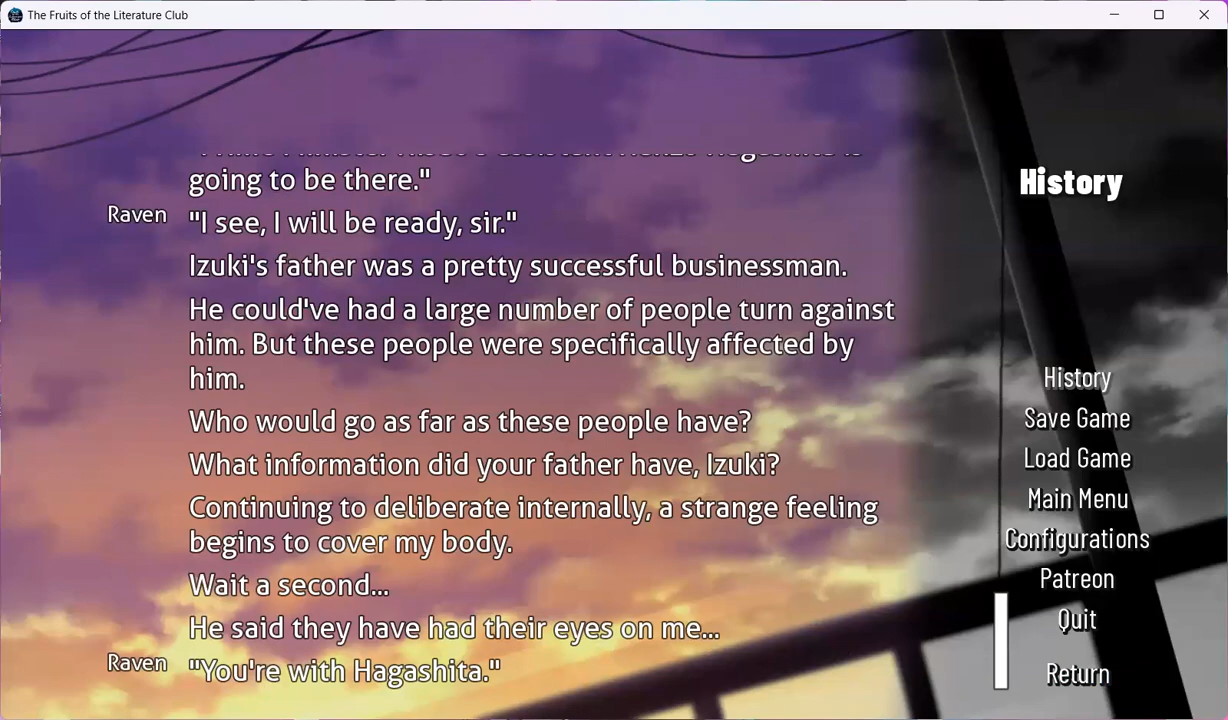 The Fruits of the Literature Club
going to be there."
Raven
"I see, I will be ready, sir."
Izuki's father was a pretty successful businessman.
He could've had a large number of people turn against
him. But these people were specifically affected by
him.
Who would go as far as these people have?
What information did your father have, Izuki?
Continuing to deliberate internally, a strange feeling
begins to cover my body.
Wait a second...
He said they have had their eyes on me...
Raven
"You're with Hagashita."
History
History
Save Game
Load Game
Main Menu
Configurations
Patreon
Quit
Return